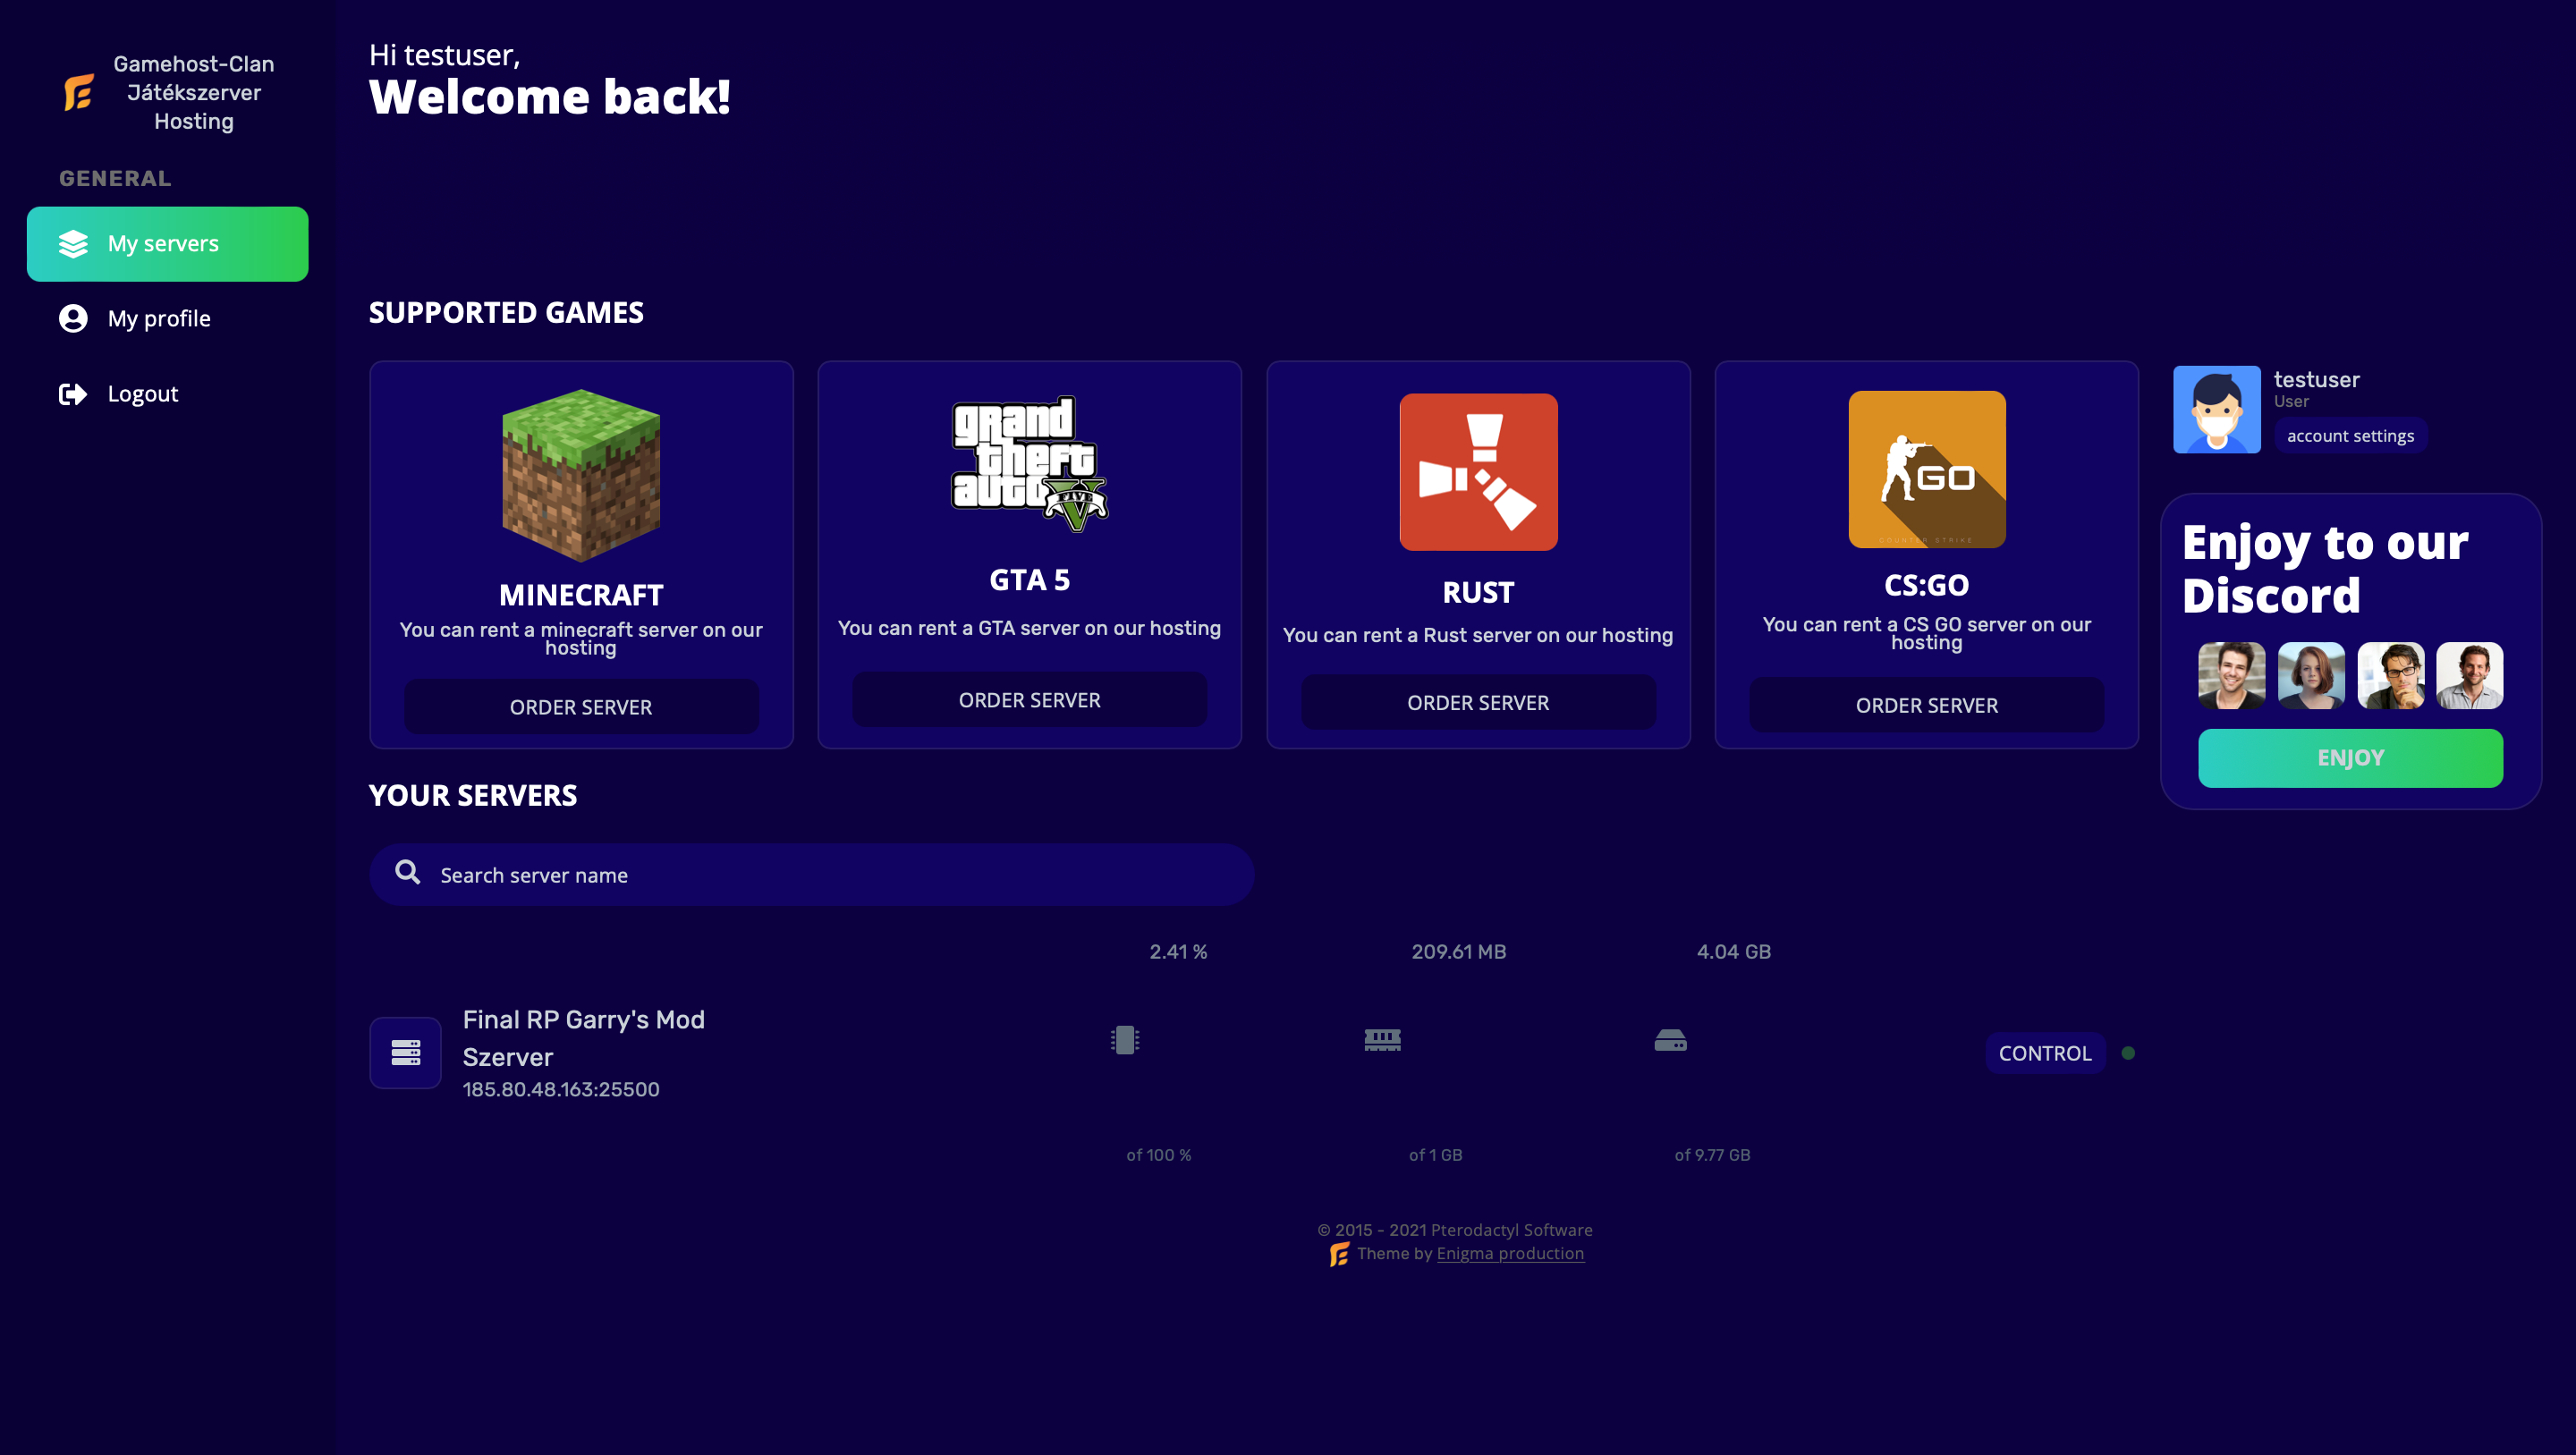 Gamehost-Clan
Játékszerver
Hosting
GENERAL
My servers
My profile
Logout
Hi testuser,
Welcome back!
SUPPORTED GAMES
grand
theft
auto
FIVE
MINECRAFT
You can rent a minecraft server on our
hosting
ORDER SERVER
GTA 5
You can rent a GTA server on our hosting
ORDER SERVER
RUST
You can rent a Rust server on our hosting
ORDER SERVER
GO
COUNTER STRIKE
CS:GO
You can rent a CS GO server on our
hosting
ORDER SERVER
testuser
User
account settings
Enjoy to our
Discord
ENJOY
YOUR SERVERS
Search server name
2.41 %
209.61 MB
4.04 GB
Final RP Garry's Mod
Szerver
185.80.48.163:25500
CONTROL
of 100 %
of 1 GB
of 9.77 GB
© 2015 - 2021 Pterodactyl Software
Theme by Enigma production